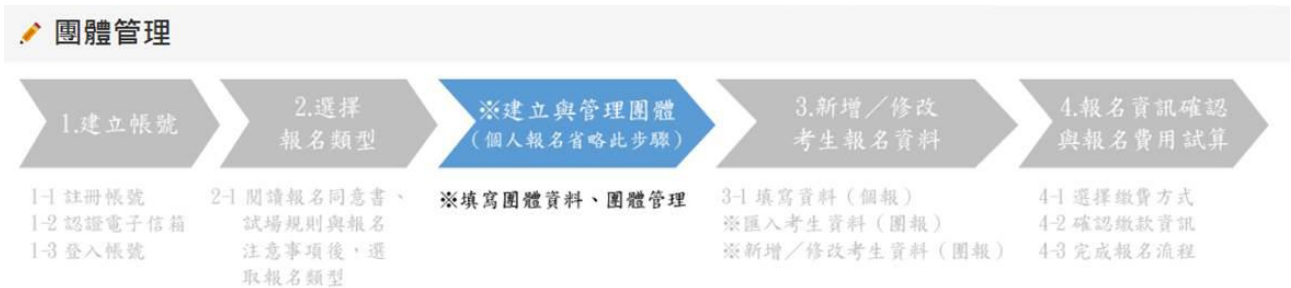 團體管理
1.建立帳號
2.選擇
報名類型
※建立與管理團體
(個人報名省略此步驟)
3.新增／修改
考生報名資料
4.報名資訊確認
與報名費用試算
1-1 註冊帳號
1-2 認證電子信箱
1-3 登入帳號
2-1 閱讀報名同意書、
試場規則與報名
注意事項後，選
取報名類型
※填寫團體資料、團體管理
3-1 填寫資料（個報）
※匯入考生資料（團報）
※新增／修改考生資料（團報）
4-1 選擇繳費方式
4-2 確認繳款資訊
4-3 完成報名流程